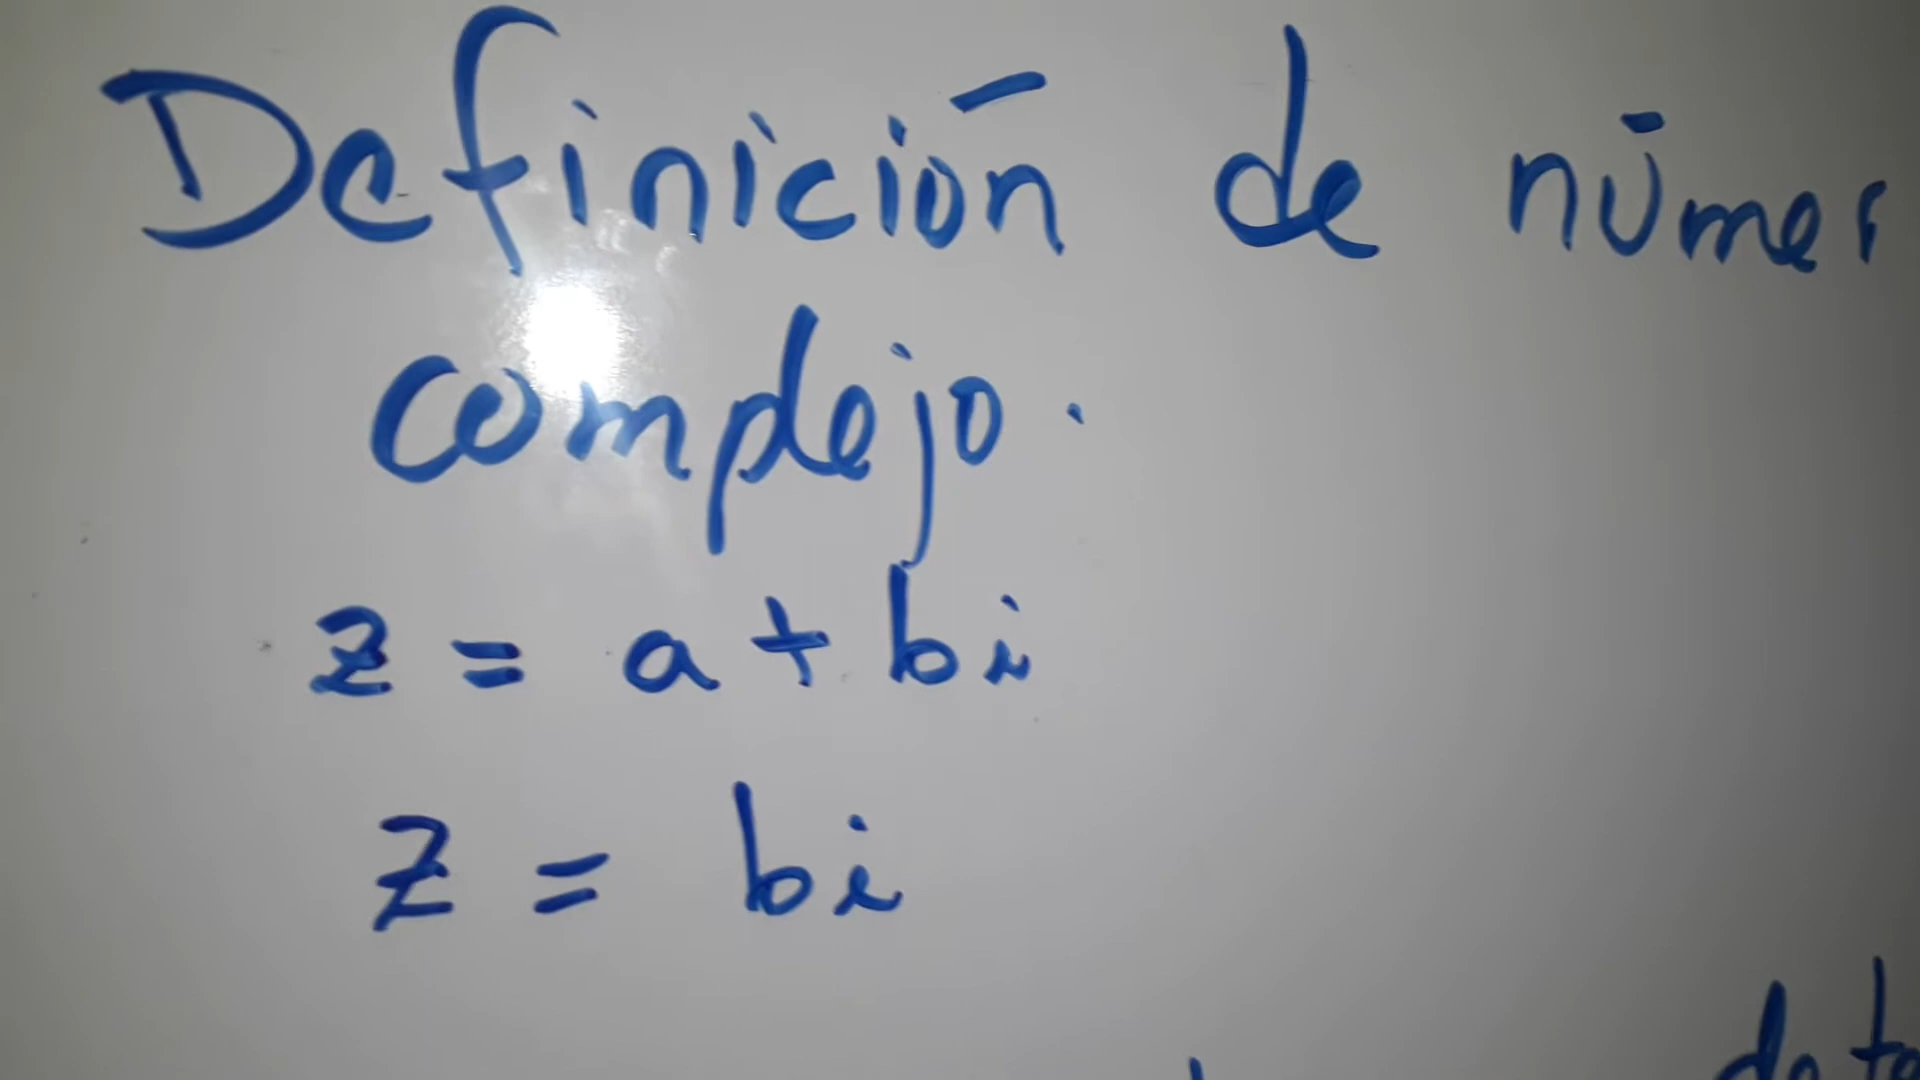 Definición de númer
complejo.
z = a + bi
z = bi